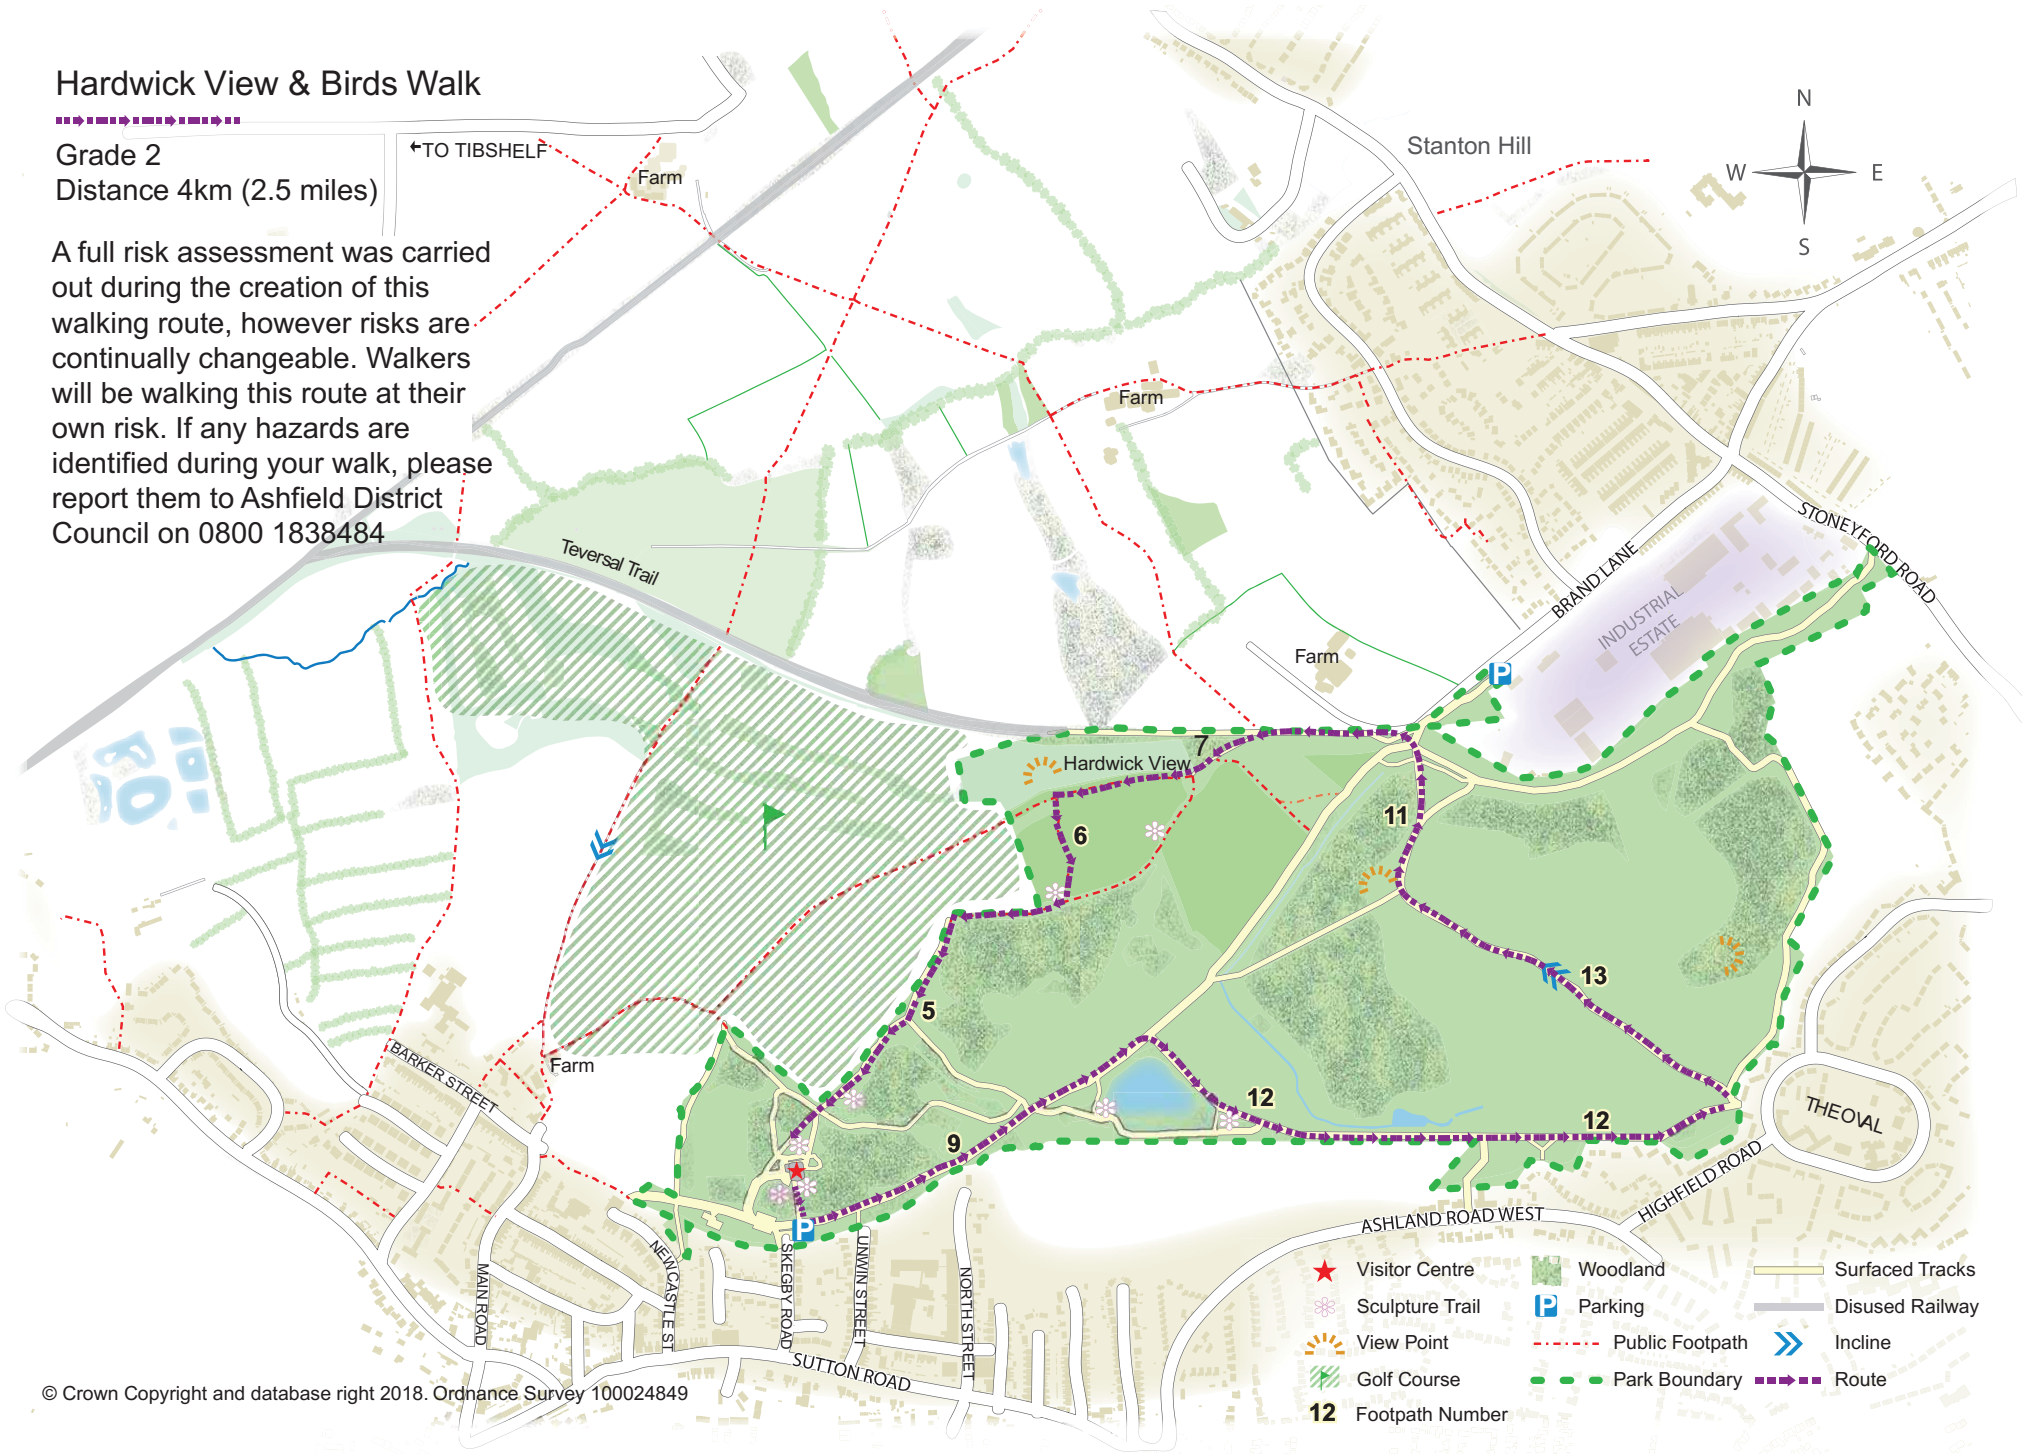 Hardwick View & Birds Walk
Grade 2
Distance 4km (2.5 miles)
A full risk assessment was carried
out during the creation of this
walking route, however risks are
continually changeable. Walkers
will be walking this route at their
own risk. If any hazards are
identified during your walk, please
report them to Ashfield District
Council on 0800 1838484
TO TIBSHELF
Farm
Stanton Hill
N
W
E
S
Farm
Teversal Trail
STONEYFORD ROAD
BRAND LANE
INDUSTRIAL
ESTATE
Farm
P
7
Hardwick View
6
11
13
5
12
12
9
Farm
BARKER STREET
THE OVAL
HIGHFIELD ROAD
ASHLAND ROAD WEST
P
MAIN ROAD
NEWCASTLE ST
SKEGBY ROAD
UNWIN STREET
NORTH STREET
SUTTON ROAD
Visitor Centre
Sculpture Trail
View Point
Golf Course
12 Footpath Number
Woodland
P Parking
Public Footpath
Park Boundary
Surfaced Tracks
Disused Railway
Incline
Route
© Crown Copyright and database right 2018. Ordnance Survey 100024849